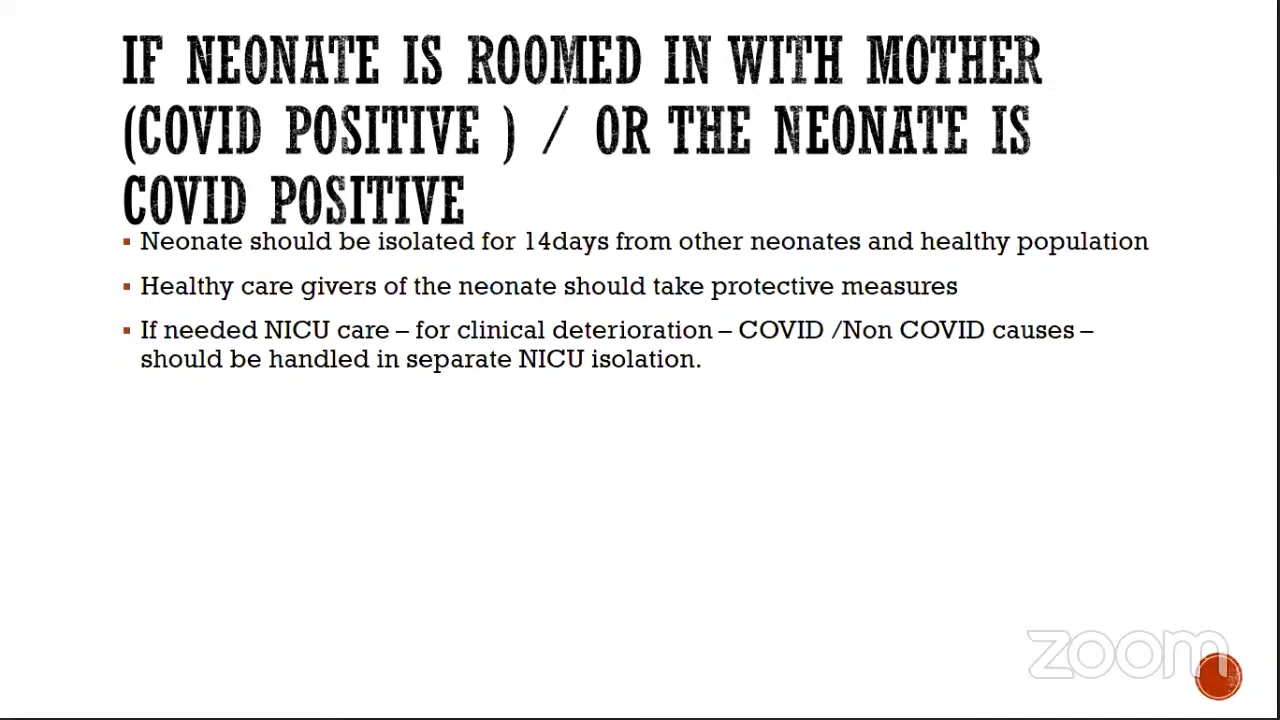 IF NEONATE IS ROOMED IN WITH MOTHER
(COVID POSITIVE ) / OR THE NEONATE IS
COVID POSITIVE
▪ Neonate should be isolated for 14days from other neonates and healthy population
▪ Healthy care givers of the neonate should take protective measures
▪ If needed NICU care – for clinical deterioration – COVID /Non COVID causes –
should be handled in separate NICU isolation.
zoom